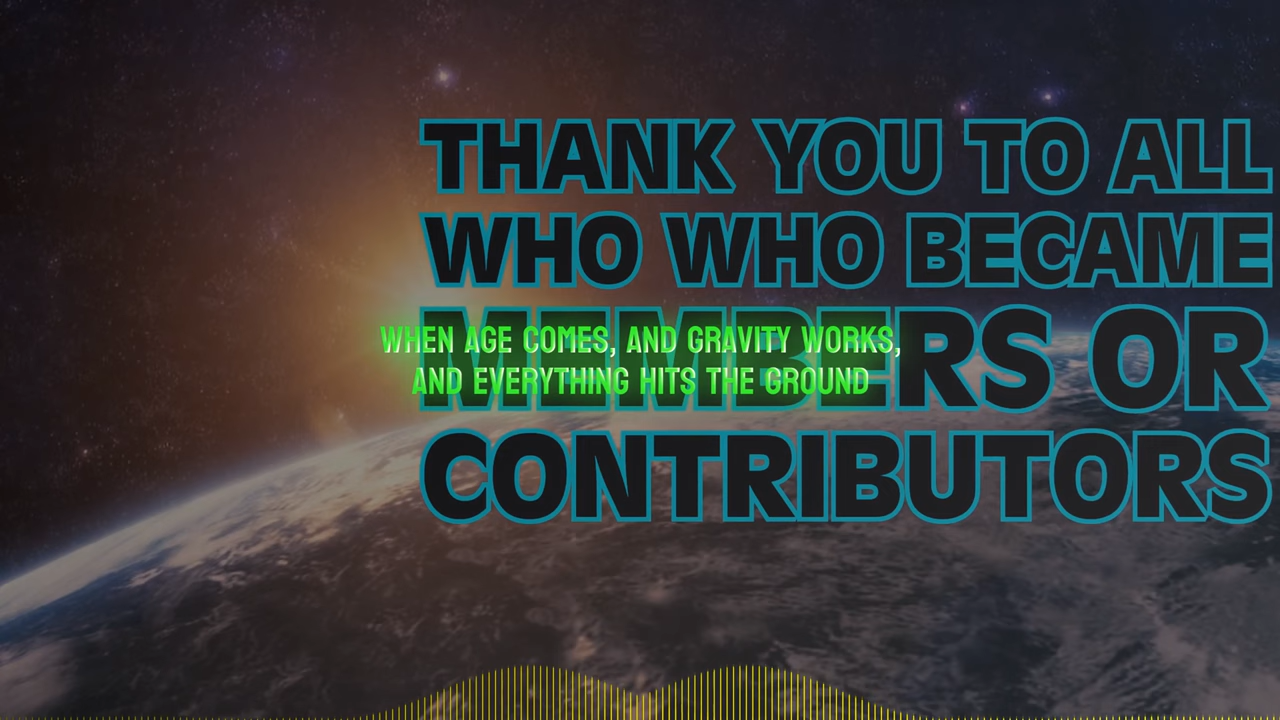 THANK YOU TO ALL
WHO WHO BECAME
MEMBERS OR
CONTRIBUTORS
WHEN AGE COMES, AND GRAVITY WORKS,
AND EVERYTHING HITS THE GROUND